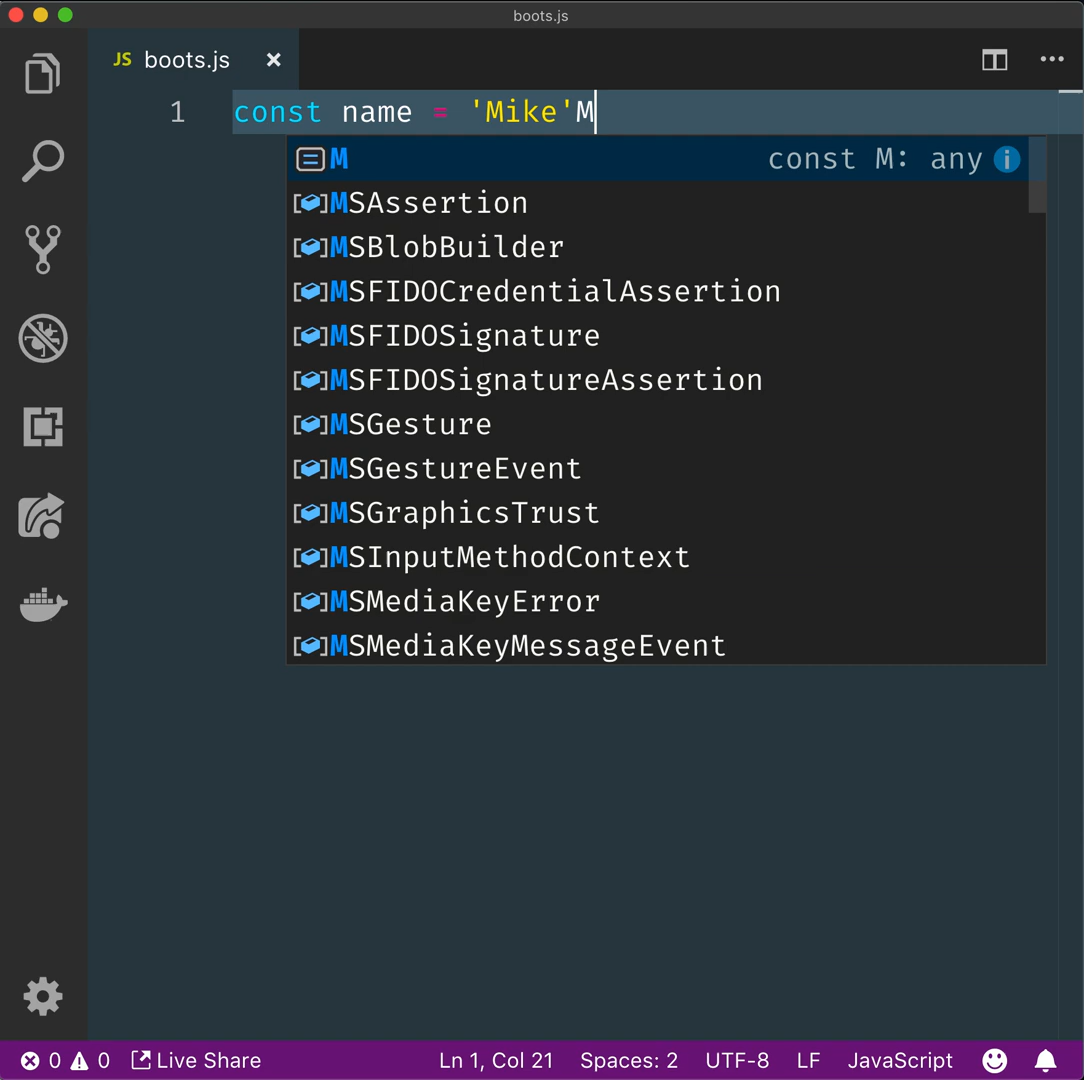 boots.js
JS boots.js
1 const name = 'Mike'M
M const M: any
MSAssertion
MSBlobBuilder
MSFIDOCredentialAssertion
MSFIDOSignature
MSFIDOSignatureAssertion
MSGesture
MSGestureEvent
MSGraphicsTrust
MSInputMethodContext
MSMediaKeyError
MSMediaKeyMessageEvent
0 0 Live Share Ln 1, Col 21 Spaces: 2 UTF-8 LF JavaScript